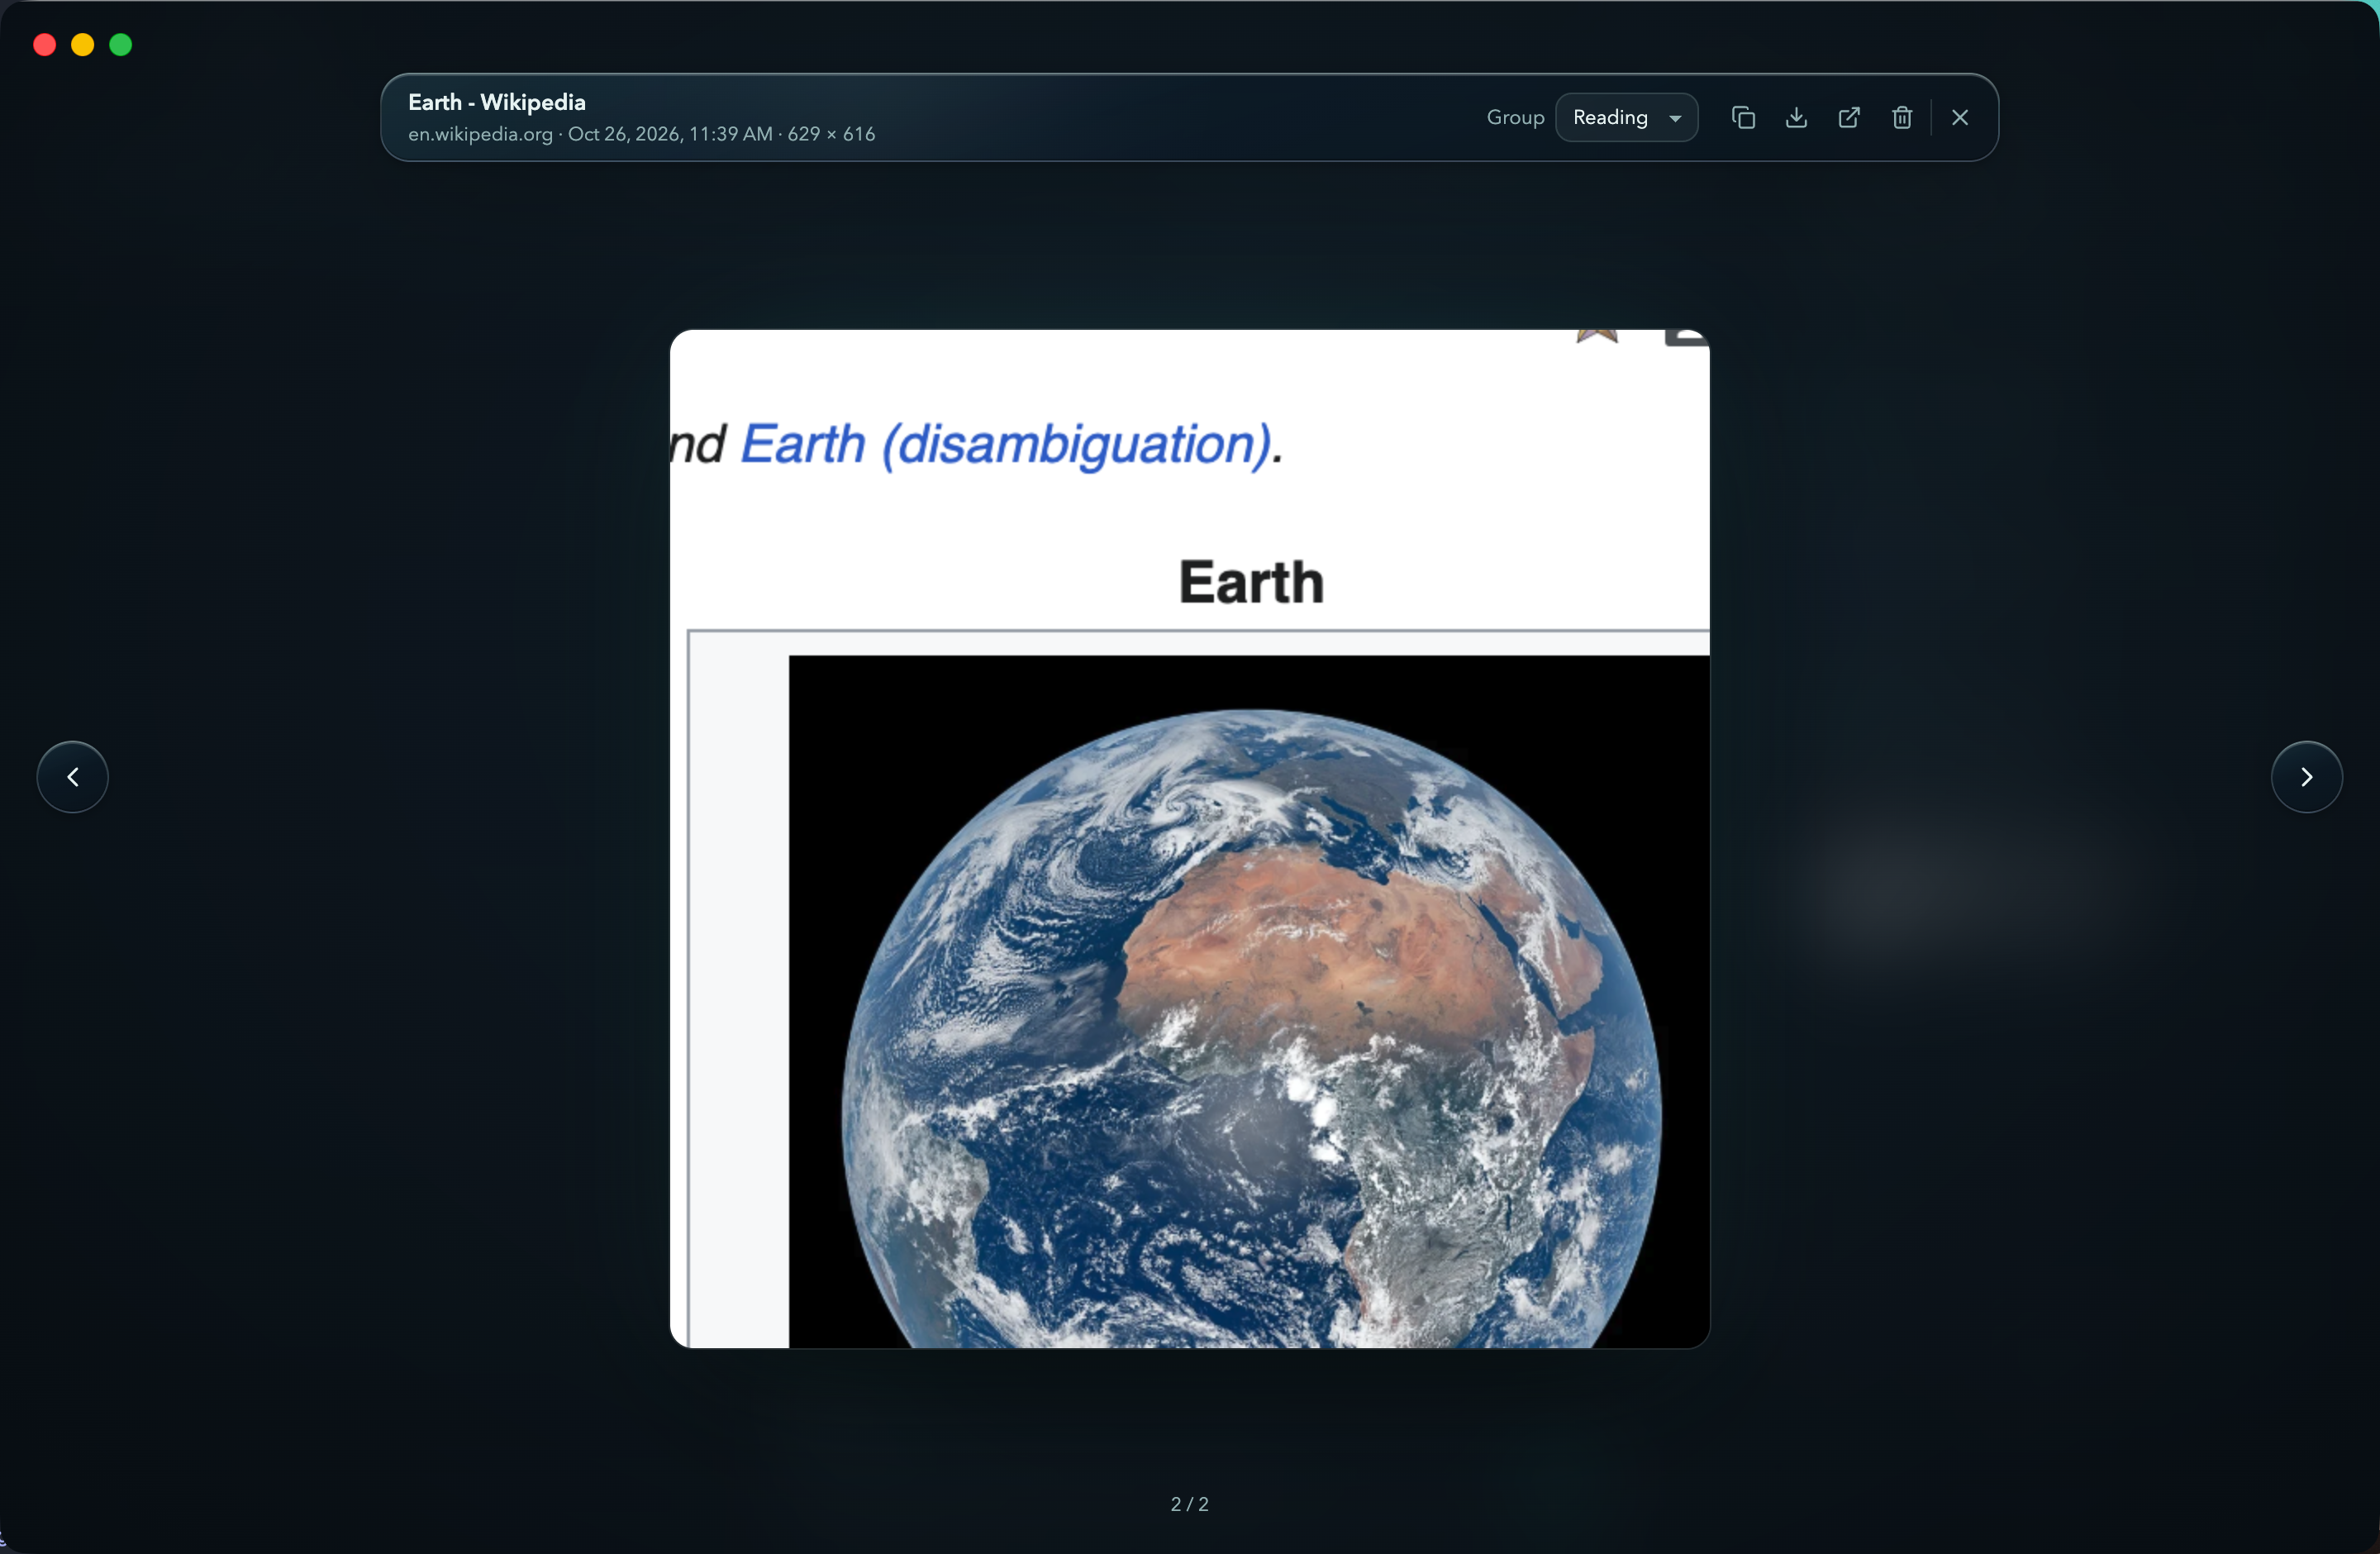 Earth - Wikipedia
en.wikipedia.org · Oct 26, 2026, 11:39 AM · 629 × 616
Group Reading
nd Earth (disambiguation).
Earth
2 / 2